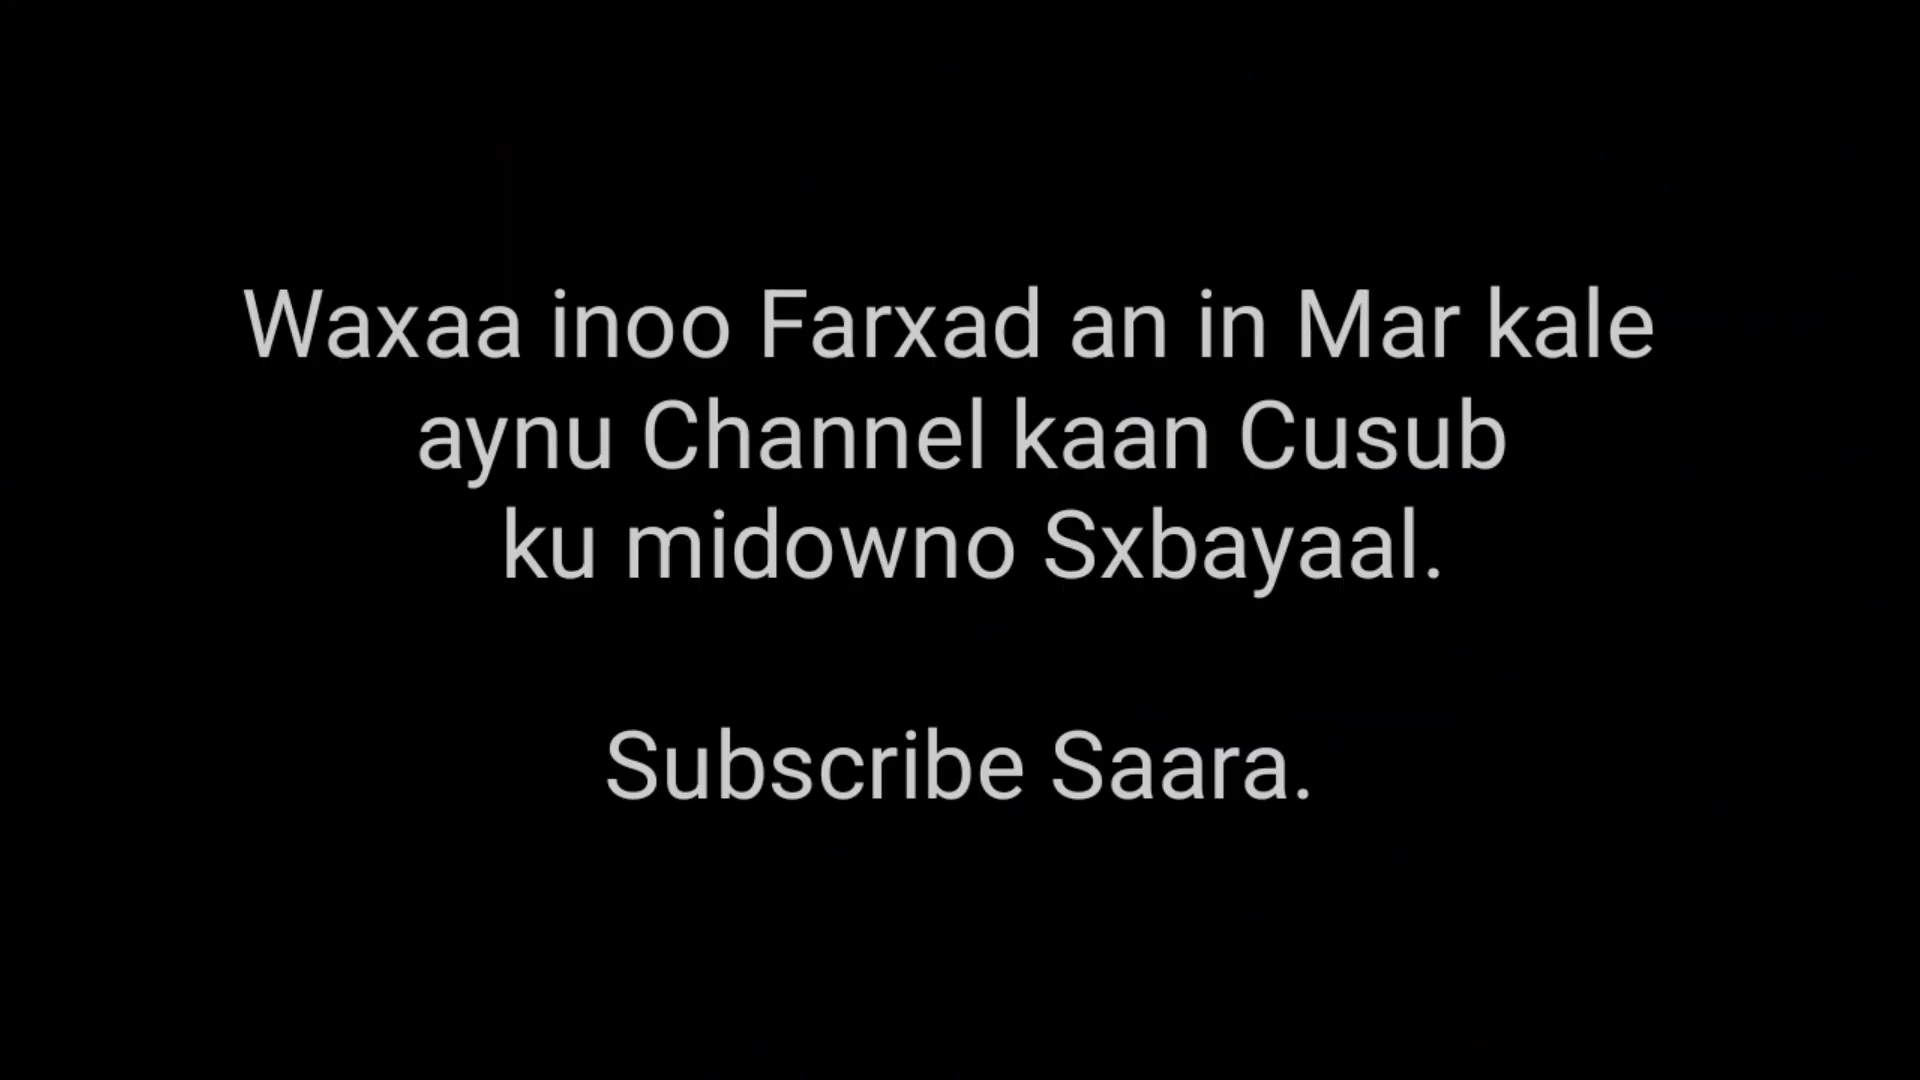 Waxaa inoo Farxad an in Mar kale
aynu Channel kaan Cusub
ku midowno Sxbayaal.
Subscribe Saara.